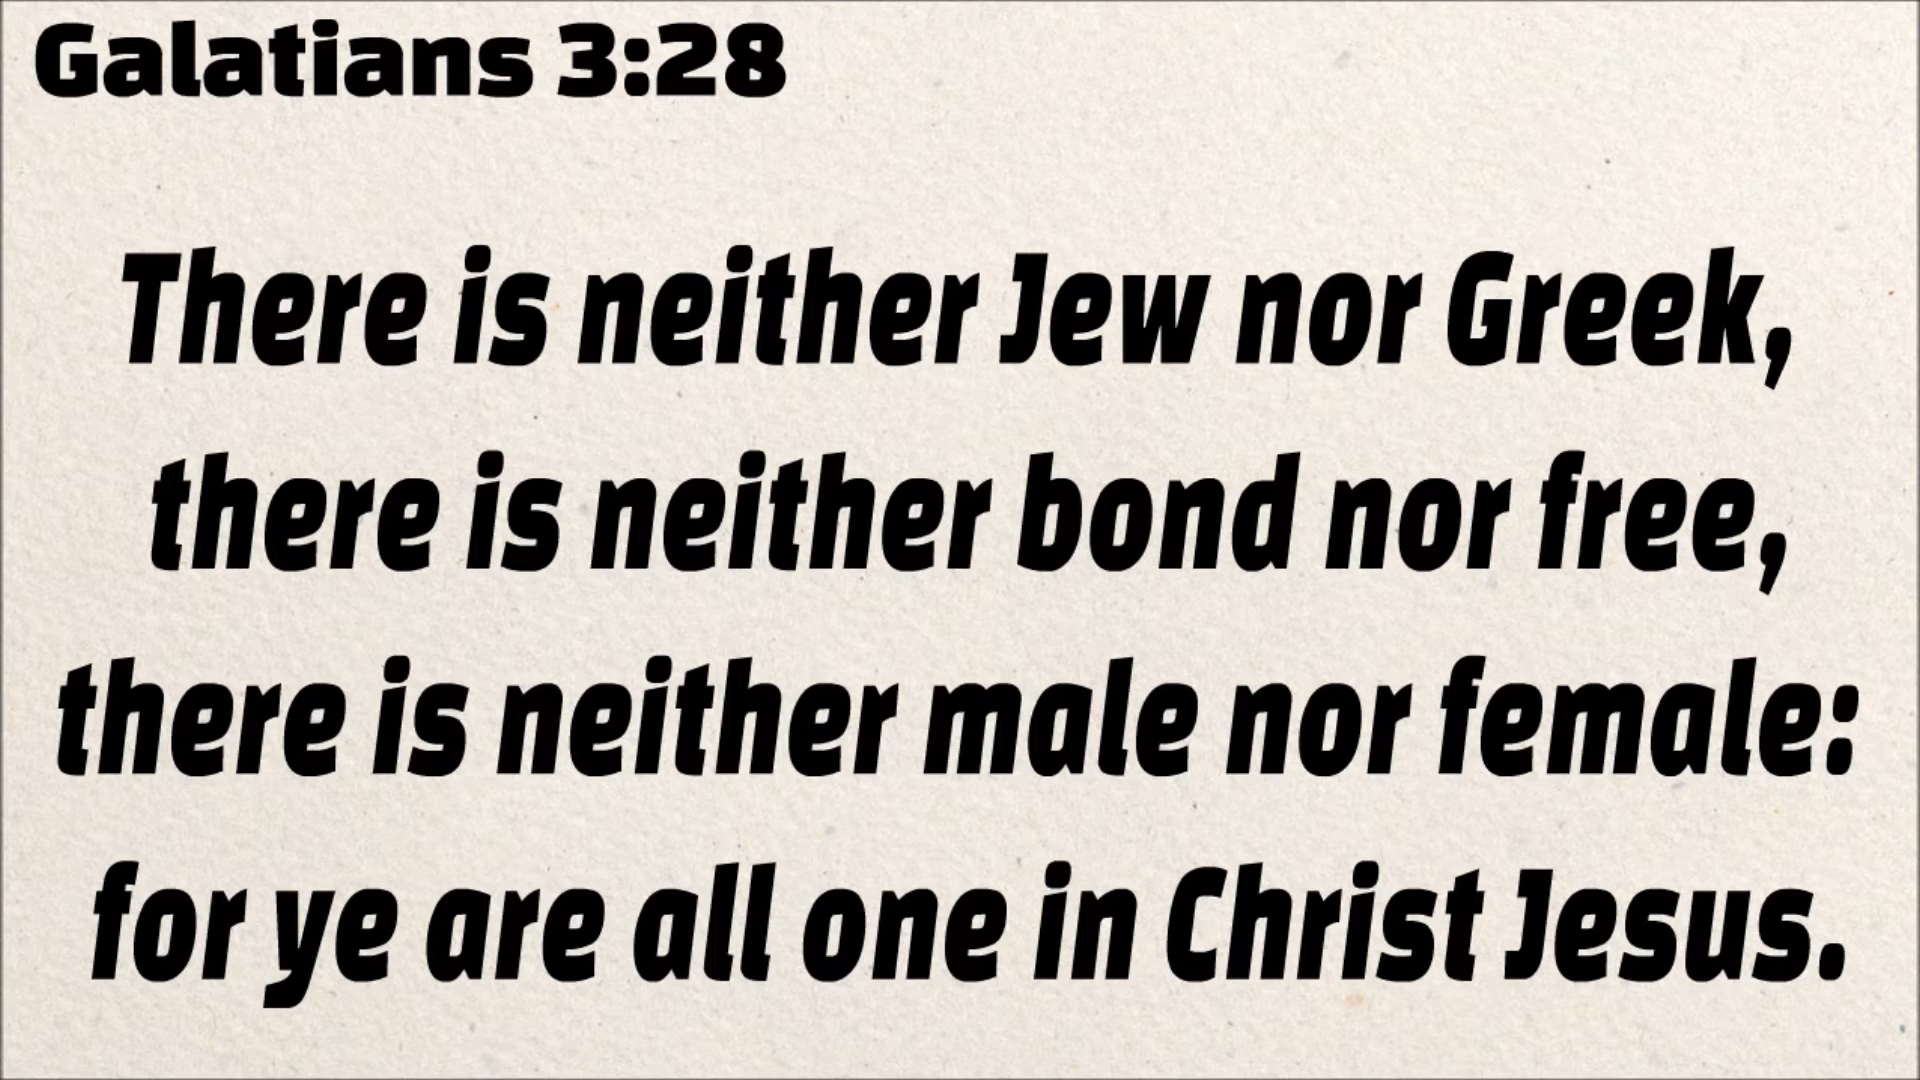 Galatians 3:28
There is neither Jew nor Greek,
there is neither bond nor free,
there is neither male nor female:
for ye are all one in Christ Jesus.